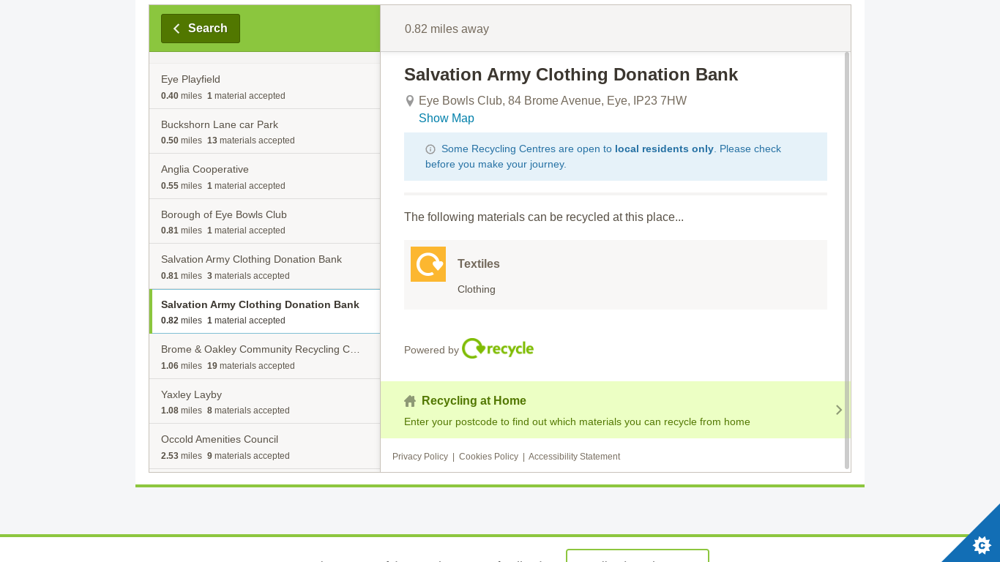 Search
0.82 miles away
Eye Playfield
0.40 miles 1 material accepted
Buckshorn Lane car Park
0.50 miles 13 materials accepted
Anglia Cooperative
0.55 miles 1 material accepted
Borough of Eye Bowls Club
0.81 miles 1 material accepted
Salvation Army Clothing Donation Bank
0.81 miles 3 materials accepted
Salvation Army Clothing Donation Bank
0.82 miles 1 material accepted
Brome & Oakley Community Recycling C…
1.06 miles 19 materials accepted
Yaxley Layby
1.08 miles 8 materials accepted
Occold Amenities Council
2.53 miles 9 materials accepted
Salvation Army Clothing Donation Bank
Eye Bowls Club, 84 Brome Avenue, Eye, IP23 7HW
Show Map
Some Recycling Centres are open to local residents only. Please check
before you make your journey.
The following materials can be recycled at this place...
Textiles
Clothing
Powered by recycle
Recycling at Home
Enter your postcode to find out which materials you can recycle from home
Privacy Policy | Cookies Policy | Accessibility Statement